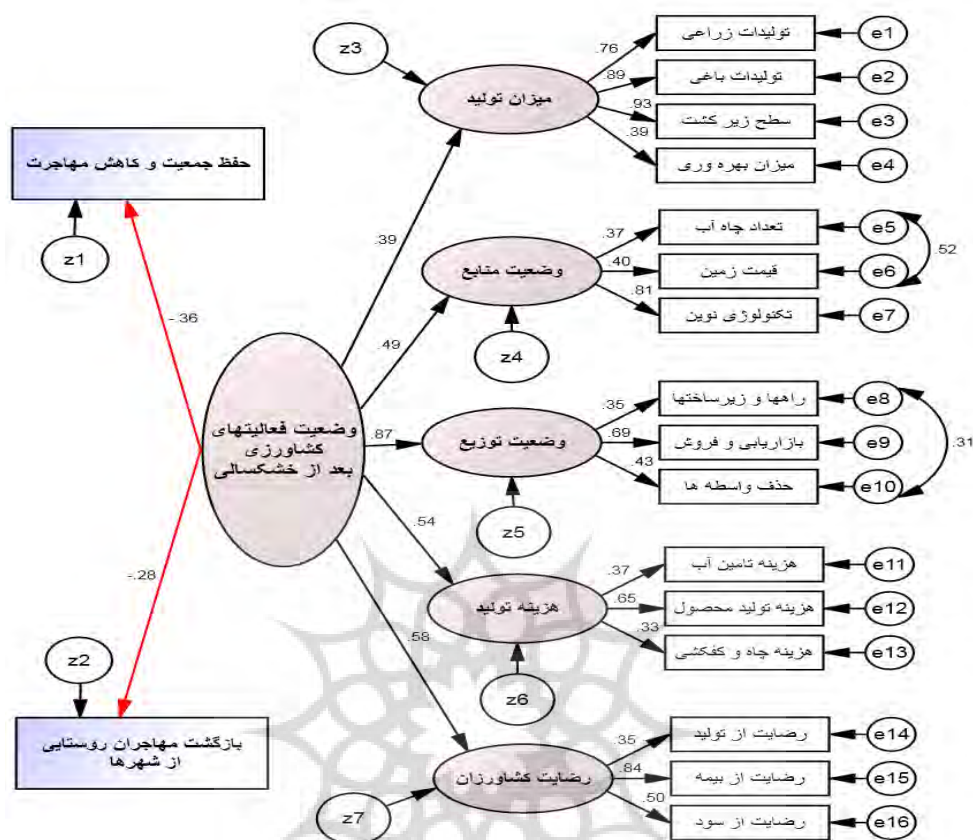 z3
میزان تولید
.76
.89
.93
.39
تولیدات زراعی
e1
تولیدات باغی
e2
سطح زیر کشت
e3
میزان بهره وری
e4
حفظ جمعیت و کاهش مهاجرت
z1
-.36
.39
.49
وضعیت منابع
z4
.37
.40
.81
تعداد چاه آب
e5
قیمت زمین
e6
تکنولوژی نوین
e7
.52
وضعیت فعالیتهای
کشاورزی
بعد از خشکسالی
.87
وضعیت توزیع
z5
.35
.69
.43
راهها و زیرساختها
e8
بازاریابی و فروش
e9
حذف واسطه ها
e10
.31
-.28
.54
هزینه تولید
z6
.37
.65
.33
هزینه تامین آب
e11
هزینه تولید محصول
e12
هزینه چاه و کفکشی
e13
z2
بازگشت مهاجران روستایی
از شهرها
.58
رضایت کشاورزان
z7
.35
.84
.50
رضایت از تولید
e14
رضایت از بیمه
e15
رضایت از سود
e16